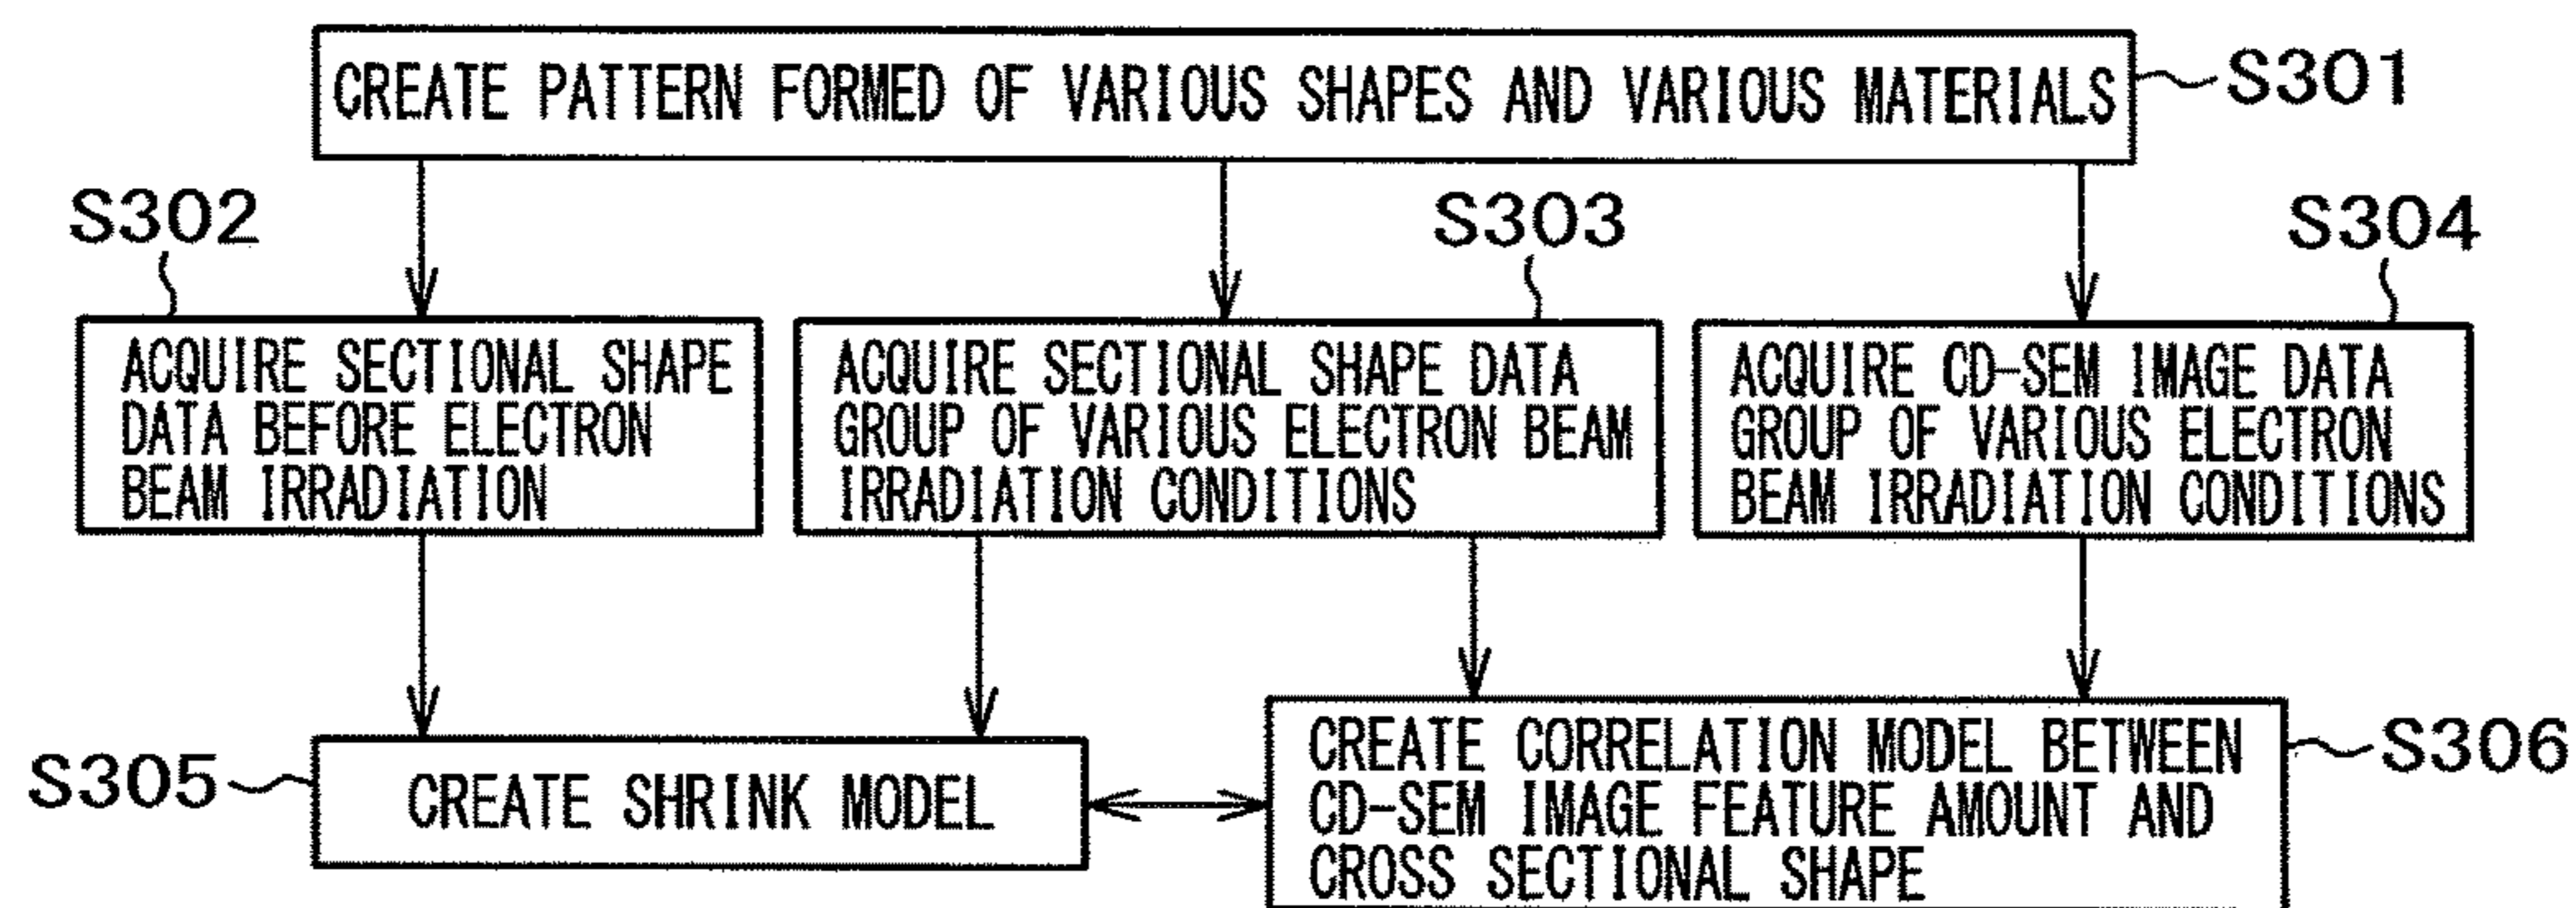 CREATE PATTERN FORMED OF VARIOUS SHAPES AND VARIOUS MATERIALS
S301
S302
S303
S304
ACQUIRE SECTIONAL SHAPE
DATA BEFORE ELECTRON
BEAM IRRADIATION
ACQUIRE SECTIONAL SHAPE DATA
GROUP OF VARIOUS ELECTRON BEAM
IRRADIATION CONDITIONS
ACQUIRE CD-SEM IMAGE DATA
GROUP OF VARIOUS ELECTRON
BEAM IRRADIATION CONDITIONS
S305
CREATE SHRINK MODEL
CREATE CORRELATION MODEL BETWEEN
CD-SEM IMAGE FEATURE AMOUNT AND
CROSS SECTIONAL SHAPE
S306